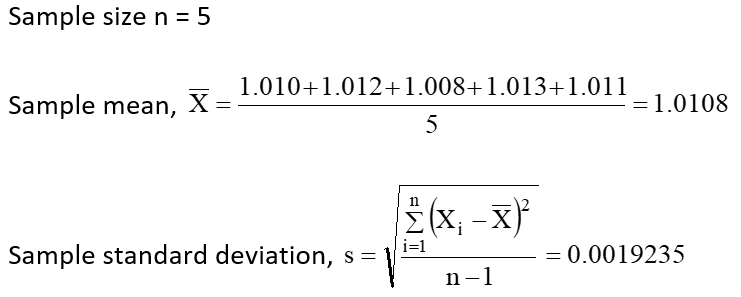 Sample size n = 5
Sample mean, X̅ = (1.010+1.012+1.008+1.013+1.011)/5 = 1.0108
Sample standard deviation, s = √(∑_{i=1}^{n} (X_i − X̅)² / (n−1)) = 0.0019235